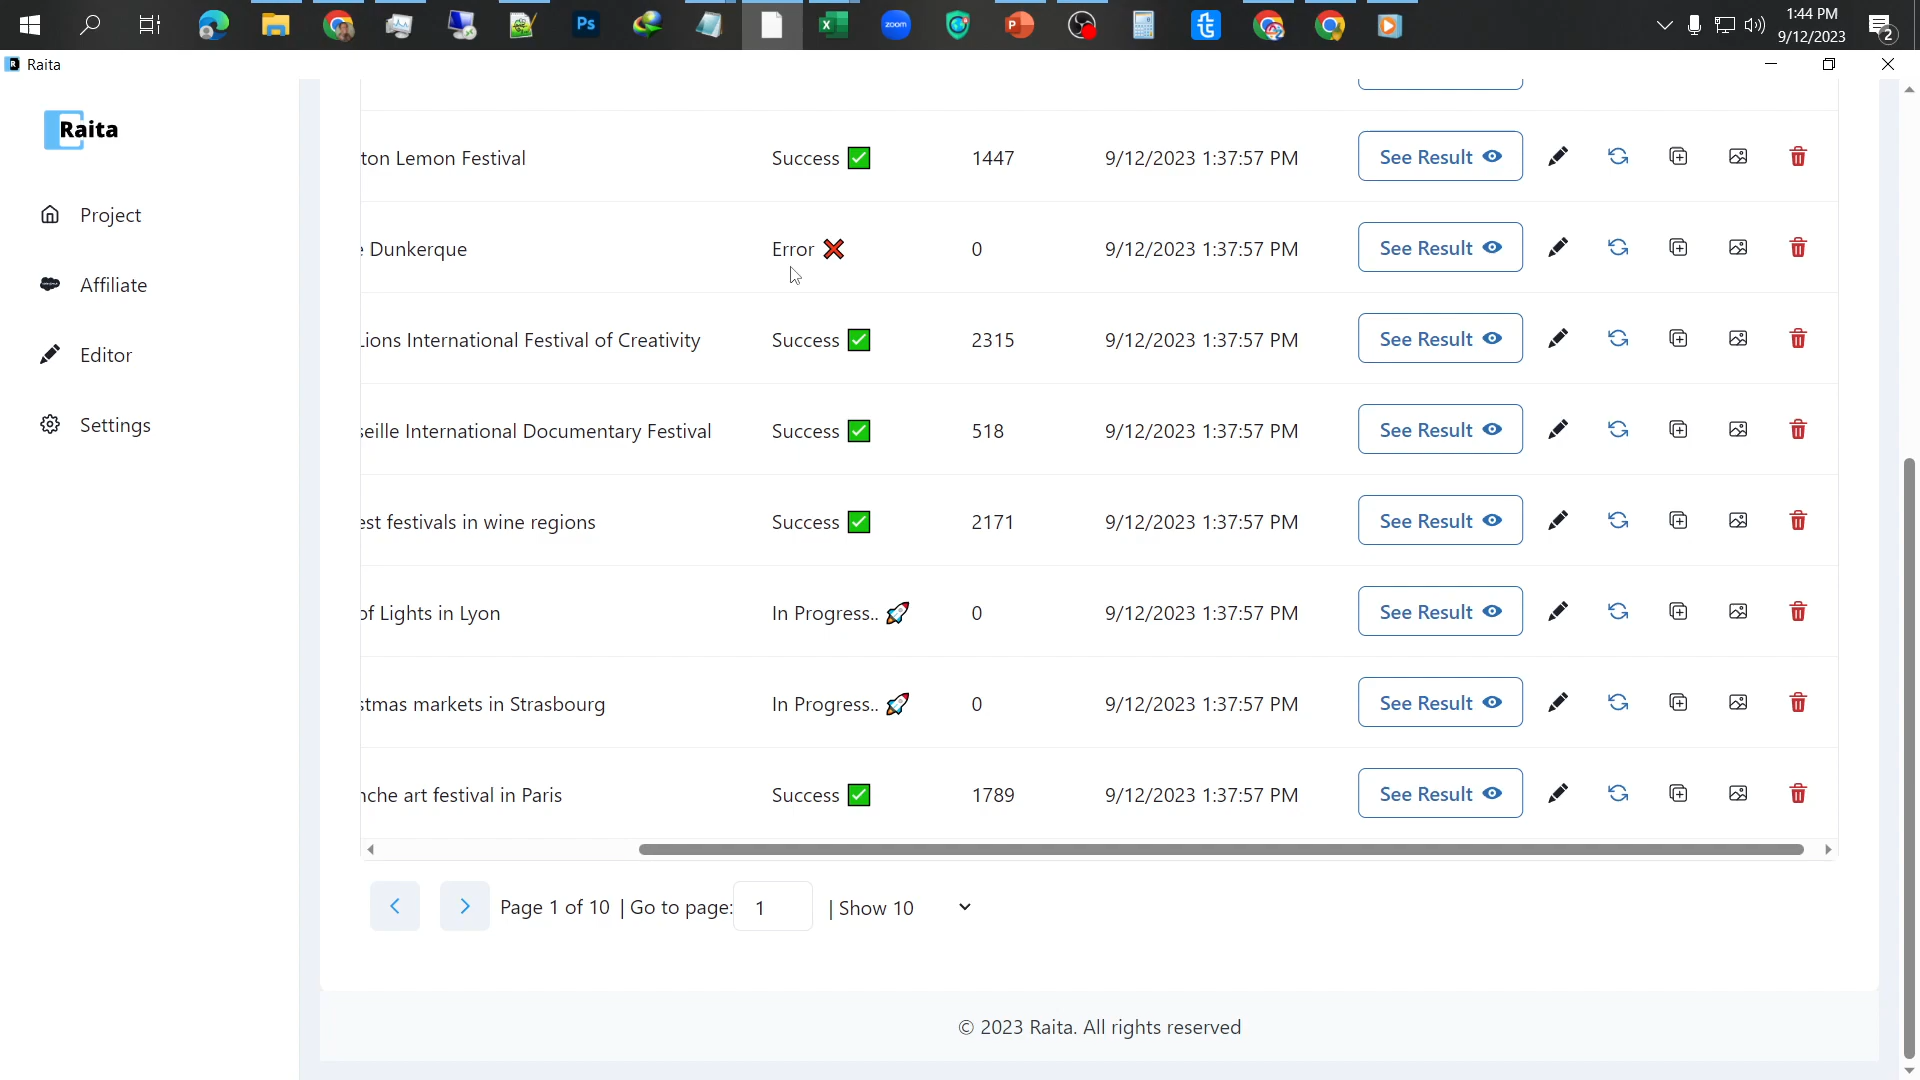 Ps
zoom
1:44 PM
9/12/2023
2
Raita
Raita
Project
Affiliate
Editor
Settings
ton Lemon Festival Success 1447 9/12/2023 1:37:57 PM See Result
Dunkerque Error 0 9/12/2023 1:37:57 PM See Result
Lions International Festival of Creativity Success 2315 9/12/2023 1:37:57 PM See Result
seille International Documentary Festival Success 518 9/12/2023 1:37:57 PM See Result
est festivals in wine regions Success 2171 9/12/2023 1:37:57 PM See Result
of Lights in Lyon In Progress.. 0 9/12/2023 1:37:57 PM See Result
stmas markets in Strasbourg In Progress.. 0 9/12/2023 1:37:57 PM See Result
nche art festival in Paris Success 1789 9/12/2023 1:37:57 PM See Result
Page 1 of 10 | Go to page: 1 | Show 10
© 2023 Raita. All rights reserved